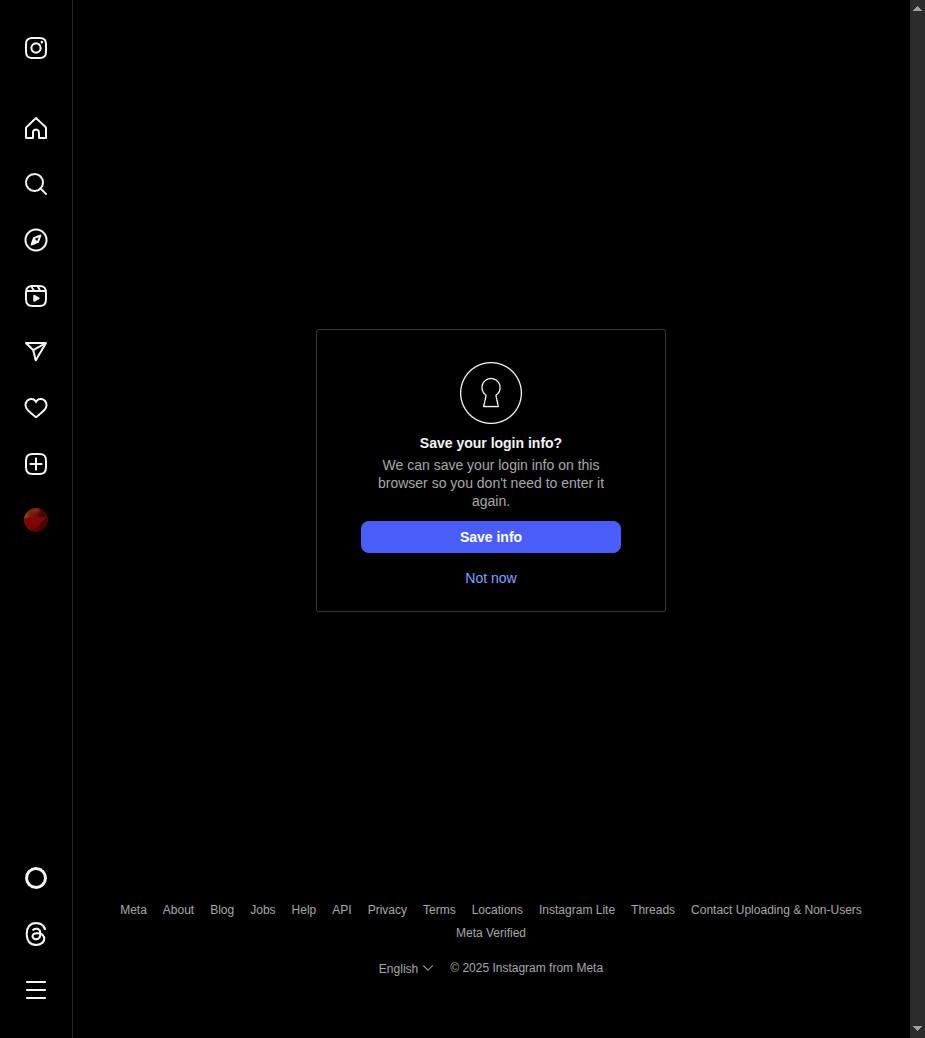 Save your login info?
We can save your login info on this
browser so you don't need to enter it
again.
Save info
Not now
Meta About Blog Jobs Help API Privacy Terms Locations Instagram Lite Threads Contact Uploading & Non-Users
Meta Verified
English © 2025 Instagram from Meta